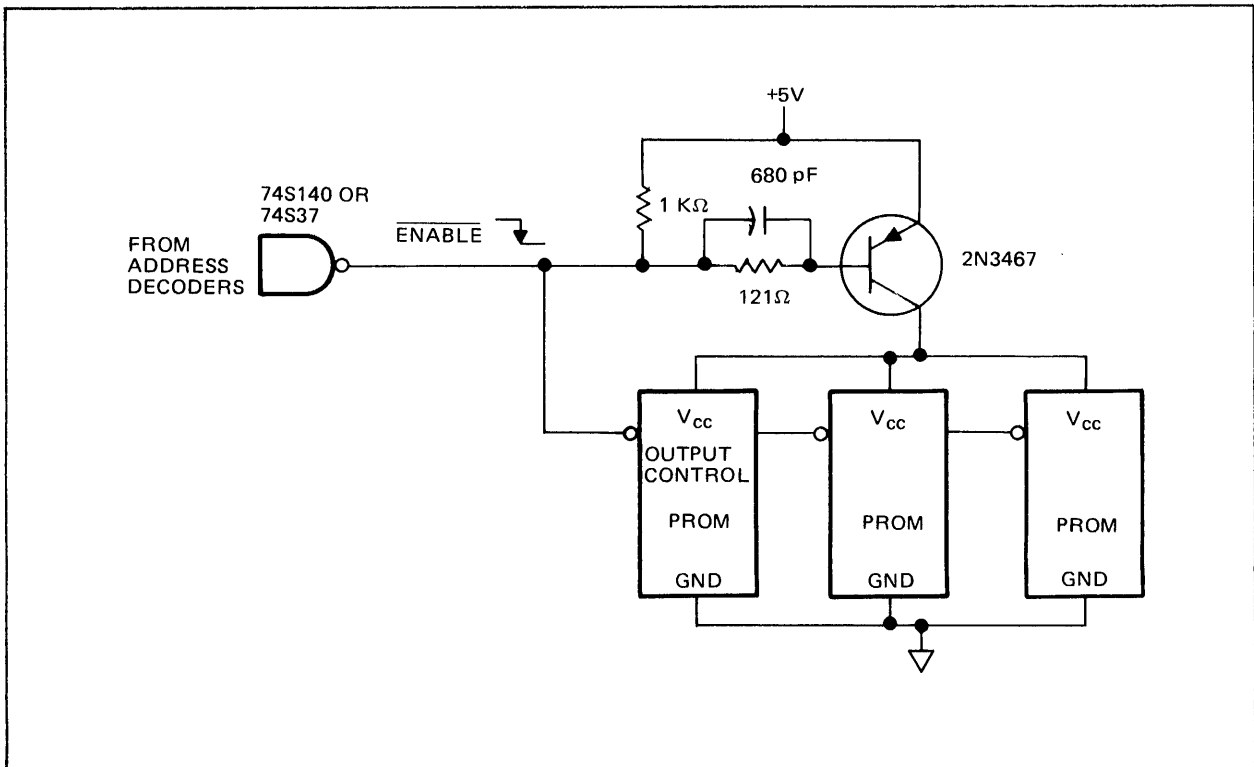 +5V
680 pF
74S140 OR
74S37
1 KΩ
ENABLE
FROM
ADDRESS
DECODERS
2N3467
121Ω
VCC
OUTPUT
CONTROL
PROM
GND
VCC
PROM
GND
VCC
PROM
GND